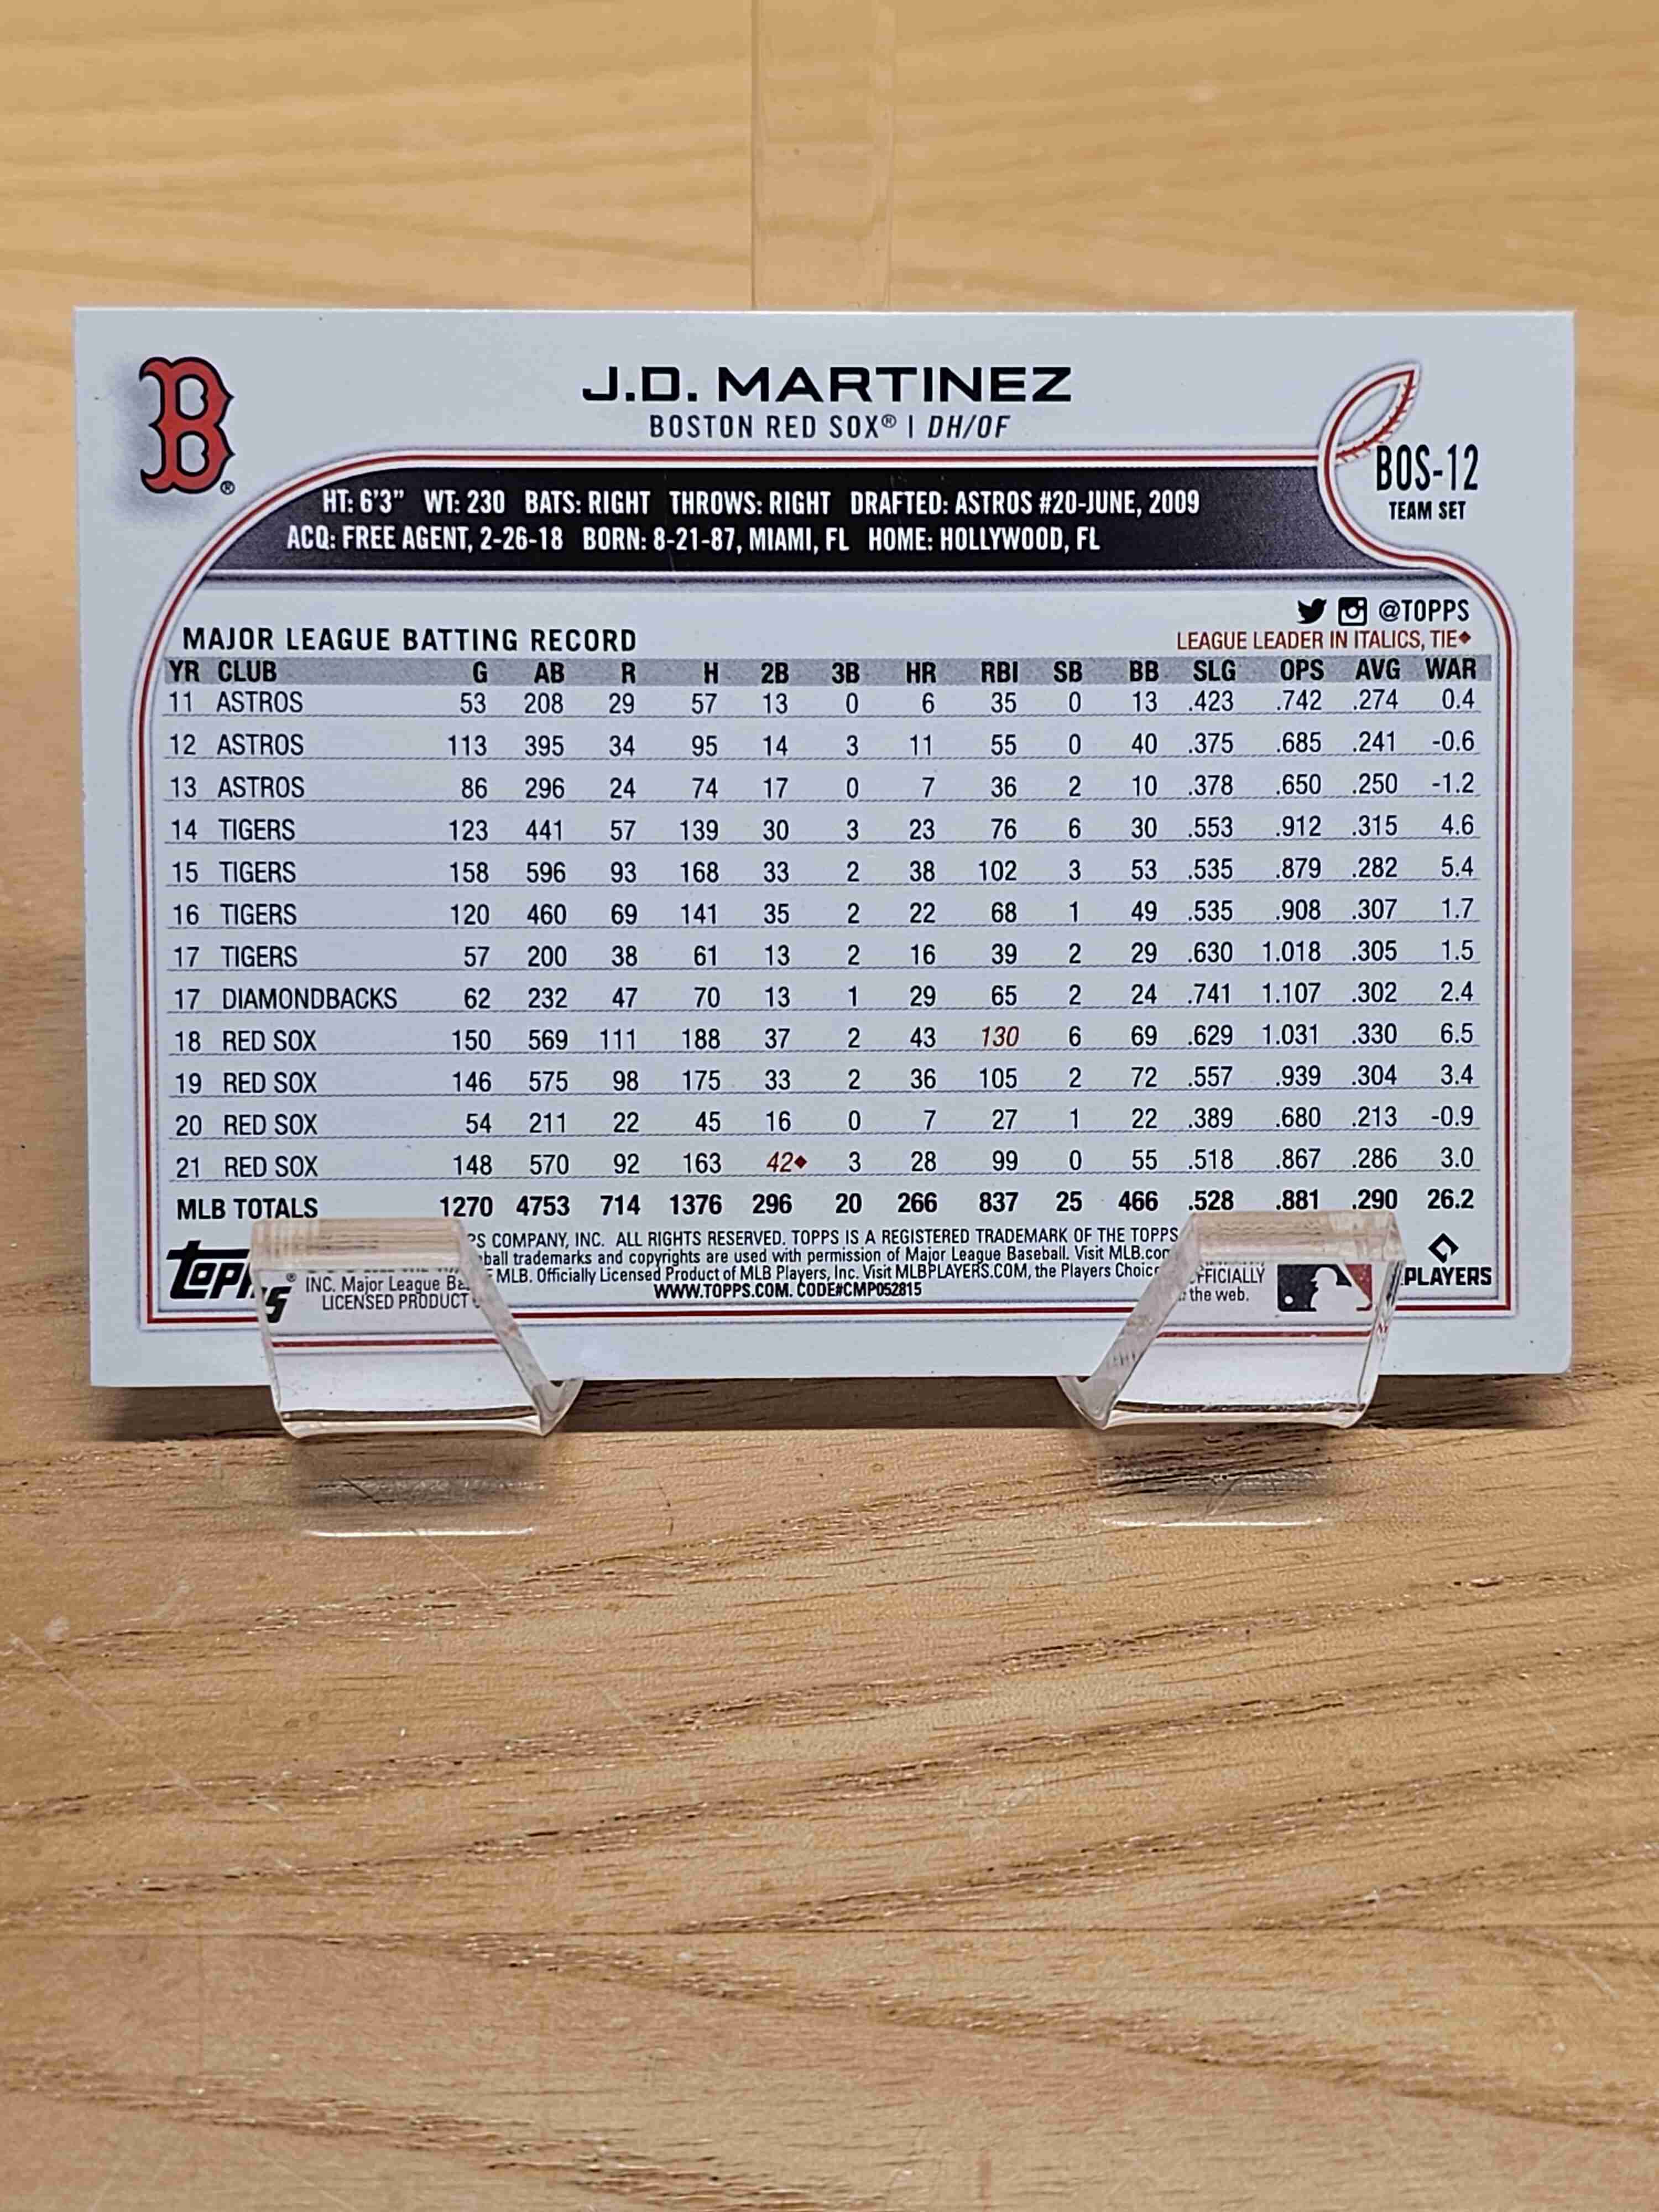 B®
J.D. MARTINEZ
BOSTON RED SOX® | DH/OF
BOS-12
TEAM SET
HT: 6'3" WT: 230 BATS: RIGHT THROWS: RIGHT DRAFTED: ASTROS #20-JUNE, 2009
ACQ: FREE AGENT, 2-26-18 BORN: 8-21-87, MIAMI, FL HOME: HOLLYWOOD, FL
@TOPPS
MAJOR LEAGUE BATTING RECORD
LEAGUE LEADER IN ITALICS, TIE◆
YR CLUB G AB R H 2B 3B HR RBI SB BB SLG OPS AVG WAR
11 ASTROS 53 208 29 57 13 0 6 35 0 13 .423 .742 .274 0.4
12 ASTROS 113 395 34 95 14 3 11 55 0 40 .375 .685 .241 -0.6
13 ASTROS 86 296 24 74 17 0 7 36 2 10 .378 .650 .250 -1.2
14 TIGERS 123 441 57 139 30 3 23 76 6 30 .553 .912 .315 4.6
15 TIGERS 158 596 93 168 33 2 38 102 3 53 .535 .879 .282 5.4
16 TIGERS 120 460 69 141 35 2 22 68 1 49 .535 .908 .307 1.7
17 TIGERS 57 200 38 61 13 2 16 39 2 29 .630 1.018 .305 1.5
17 DIAMONDBACKS 62 232 47 70 13 1 29 65 2 24 .741 1.107 .302 2.4
18 RED SOX 150 569 111 188 37 2 43 130 6 69 .629 1.031 .330 6.5
19 RED SOX 146 575 98 175 33 2 36 105 2 72 .557 .939 .304 3.4
20 RED SOX 54 211 22 45 16 0 7 27 1 22 .389 .680 .213 -0.9
21 RED SOX 148 570 92 163 42◆ 3 28 99 0 55 .518 .867 .286 3.0
MLB TOTALS 1270 4753 714 1376 296 20 266 837 25 466 .528 .881 .290 26.2
COMPANY, INC. ALL RIGHTS RESERVED. TOPPS IS A REGISTERED TRADEMARK OF THE TOPPS
INC. Major League trademarks and copyrights are used with permission of Major League Baseball. Visit MLB.com
LICENSED PRODUCT MLB. Officially Licensed Product of MLB Players, Inc. Visit MLBPLAYERS.COM, the Players the web.
WWW.TOPPS.COM. CODE#CMP052815
PLAYERS